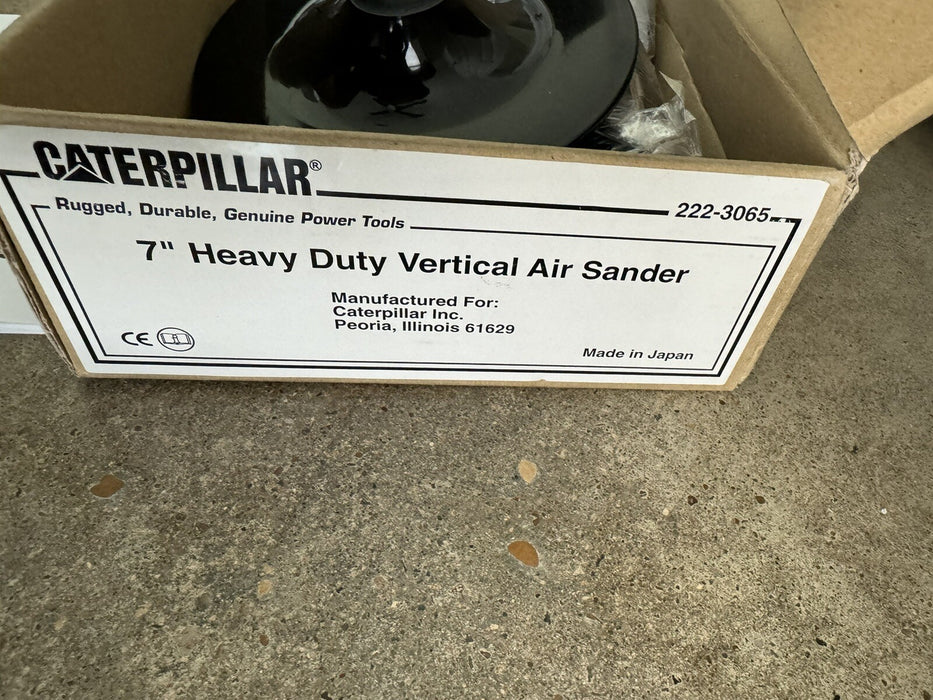 CATERPILLAR®
222-3065
Rugged, Durable, Genuine Power Tools
7" Heavy Duty Vertical Air Sander
Manufactured For:
Caterpillar Inc.
Peoria, Illinois 61629
CE
Made in Japan